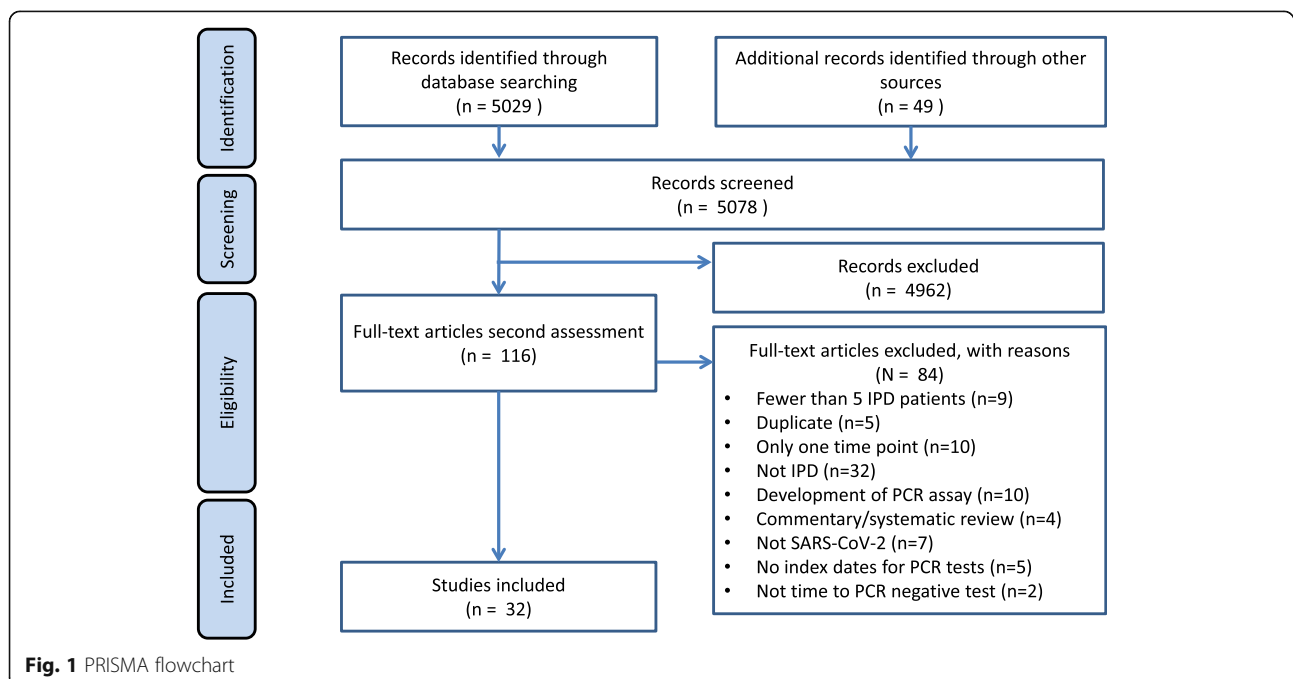 Identification
Records identified through
database searching
(n = 5029 )
Additional records identified through other
sources
(n = 49 )
Screening
Records screened
(n = 5078 )
Records excluded
(n = 4962)
Eligibility
Full-text articles second assessment
(n = 116)
Full-text articles excluded, with reasons
(N = 84)
• Fewer than 5 IPD patients (n=9)
• Duplicate (n=5)
• Only one time point (n=10)
• Not IPD (n=32)
• Development of PCR assay (n=10)
• Commentary/systematic review (n=4)
• Not SARS-CoV-2 (n=7)
• No index dates for PCR tests (n=5)
• Not time to PCR negative test (n=2)
Included
Studies included
(n = 32)
Fig. 1 PRISMA flowchart